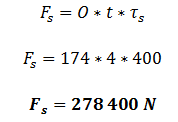 F_s = O * t * τ_s
F_s = 174 * 4 * 400
F_s = 278 400 N